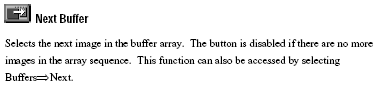 Next Buffer
Selects the next image in the buffer array. The button is disabled if there are no more
images in the array sequence. This function can also be accessed by selecting
Buffers⇒Next.